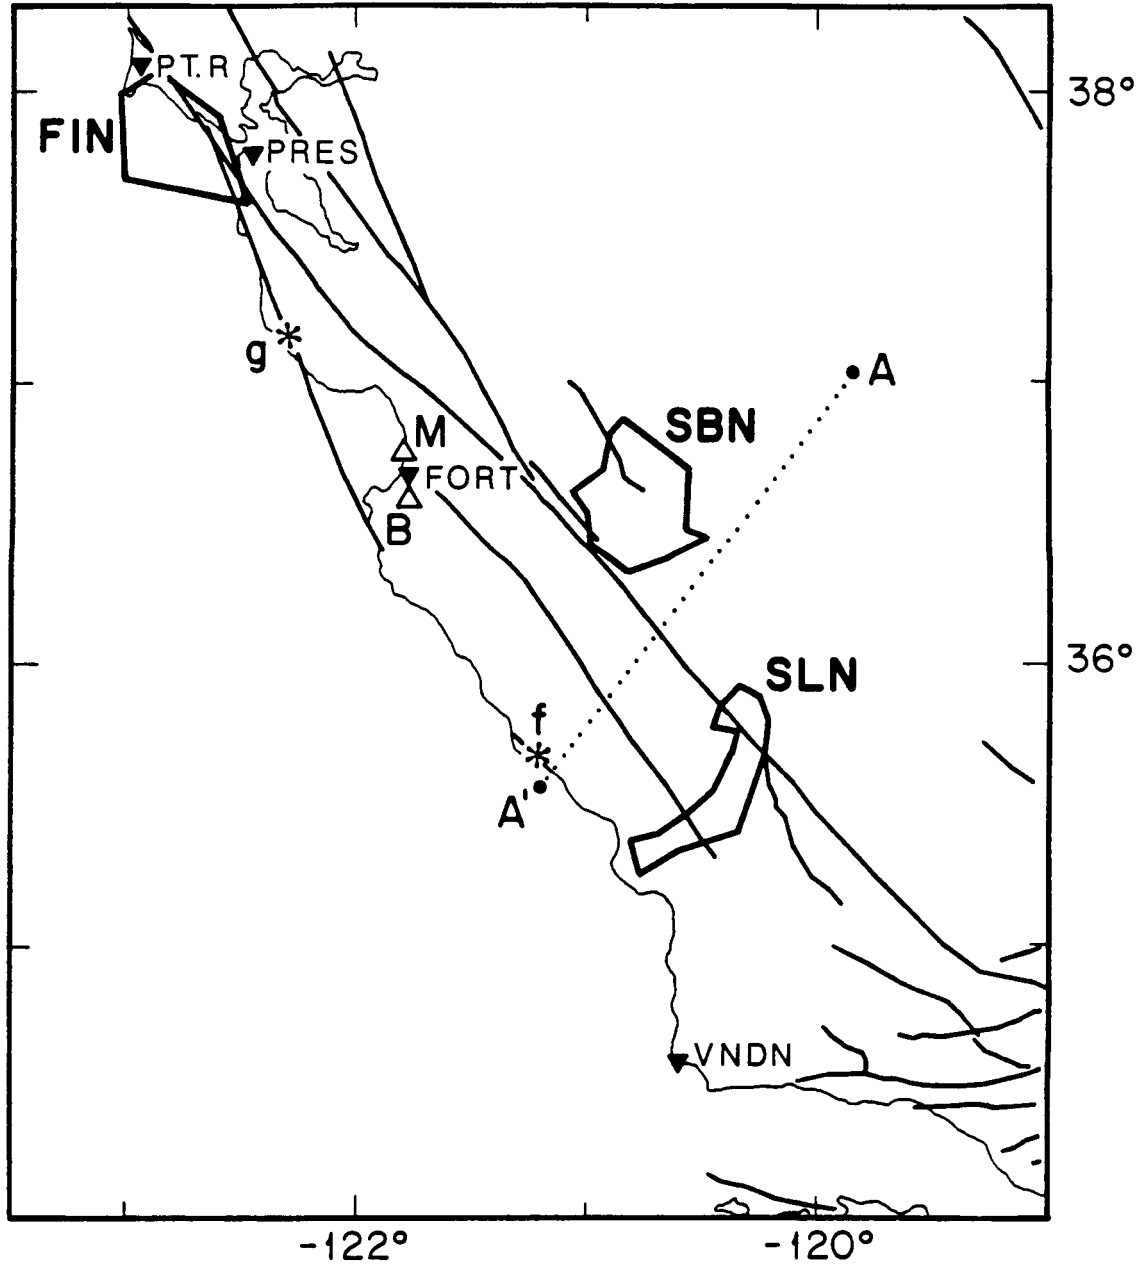 PT.R
38°
FIN
PRES
g
A
M
SBN
FORT
B
36°
SLN
f
A'
VNDN
-122°
-120°